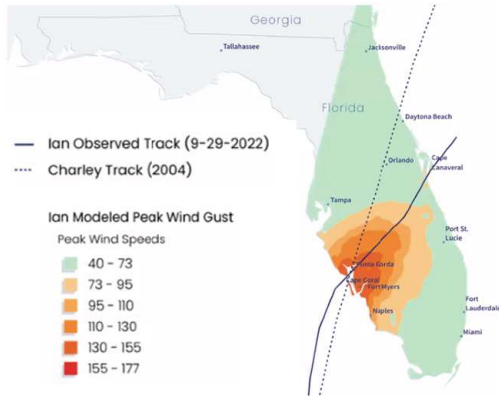 Georgia
Tallahassee
Jacksonville
Florida
Daytona Beach
Ian Observed Track (9-29-2022)
Charley Track (2004)
Orlando
Cape
Canaveral
Tampa
Ian Modeled Peak Wind Gust
Peak Wind Speeds
Port St.
Lucie
40 - 73
73 - 95
95 - 110
110 - 130
130 - 155
155 - 177
Punta Gorda
Cape Coral
Fort Myers
Naples
Fort
Lauderdale
Miami